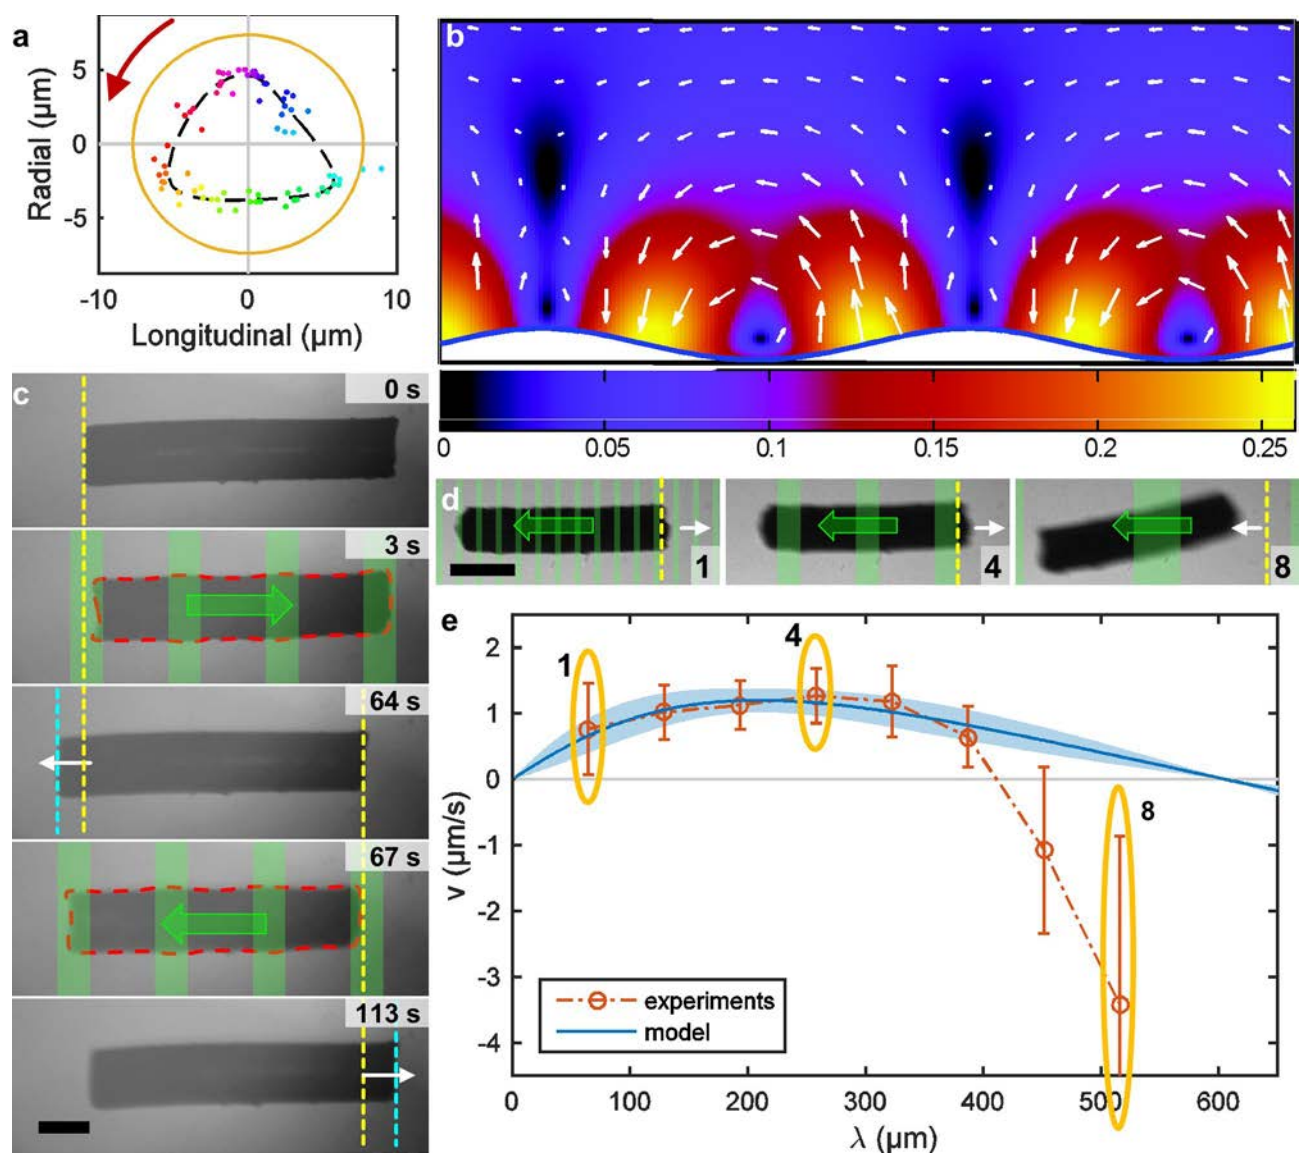 a
Radial (μm)
5
0
-5
-10
0
10
Longitudinal (μm)
b
0
0.05
0.1
0.15
0.2
0.25
c
0 s
3 s
64 s
67 s
113 s
d
1
4
8
e
v (μm/s)
2
1
0
-1
-2
-3
-4
1
4
8
experiments
model
0
100
200
300
400
500
600
λ (μm)